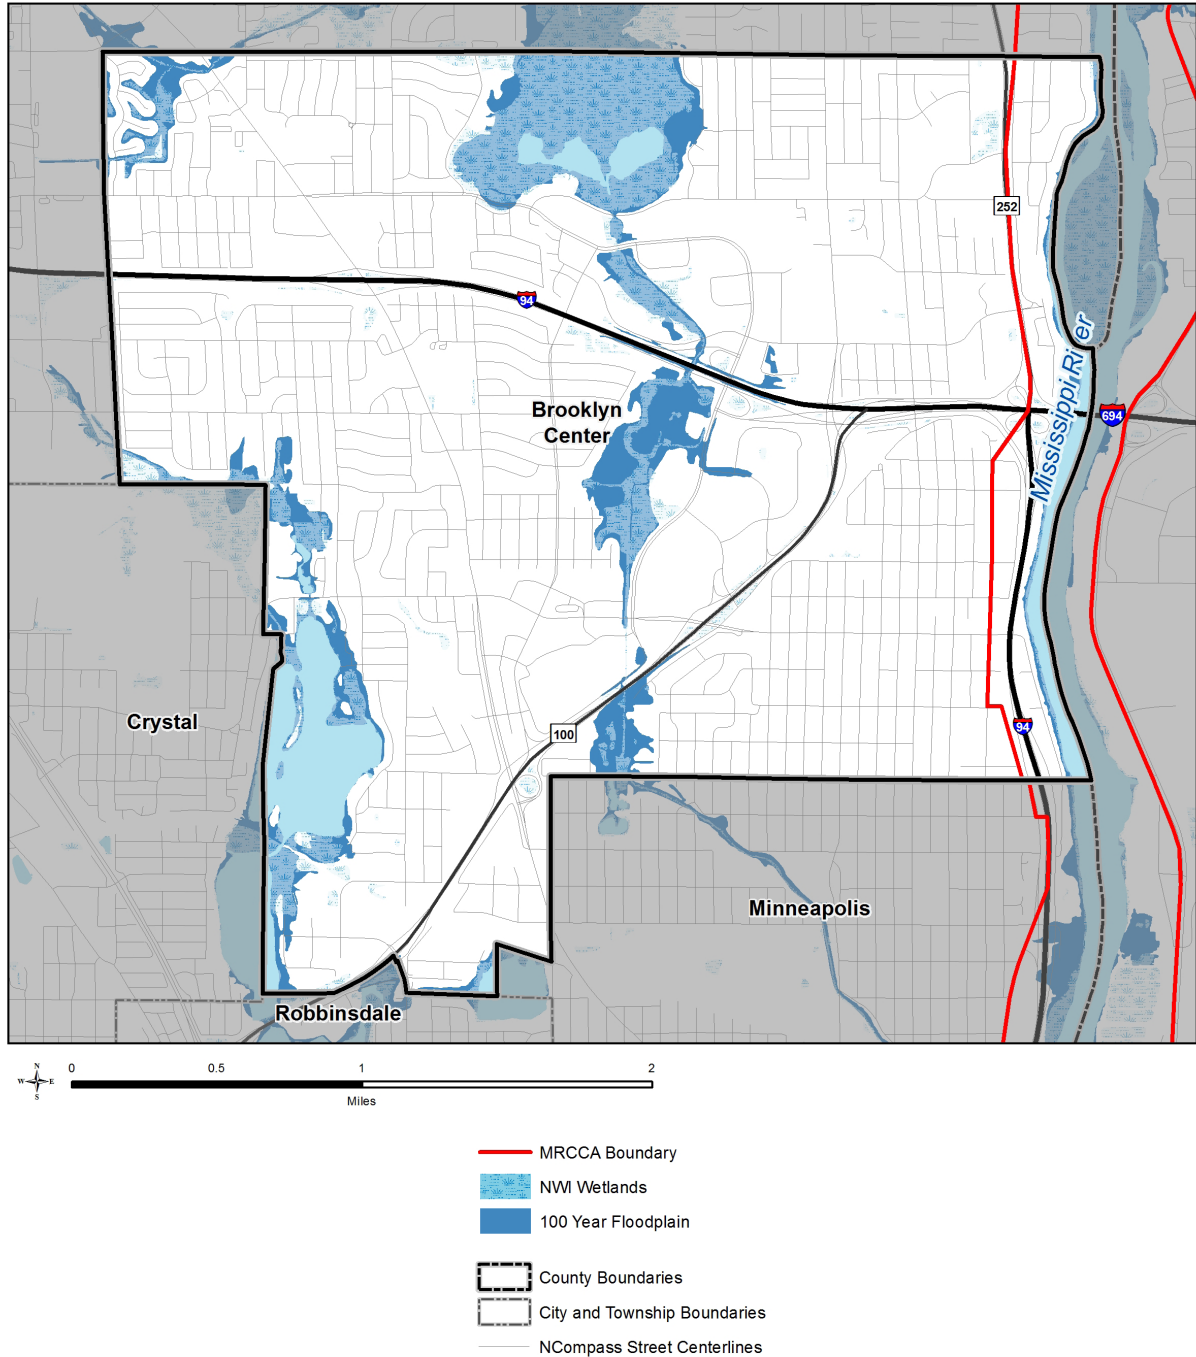 252
94
Brooklyn
Center
Mississippi River
694
Crystal
100
94
Minneapolis
Robbinsdale
N
W E
S
0 0.5 1 2
Miles
MRCCA Boundary
NWI Wetlands
100 Year Floodplain
County Boundaries
City and Township Boundaries
NCompass Street Centerlines